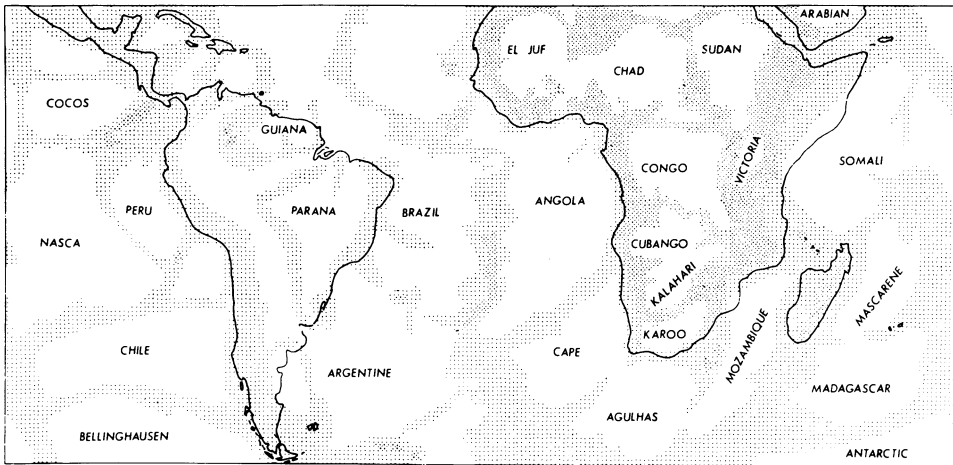 ARABIAN
EL JUF
SUDAN
CHAD
COCOS
GUIANA
CONGO
VICTORIA
SOMALI
PERU
PARANA
BRAZIL
ANGOLA
NASCA
CUBANGO
KALAHARI
MASCARENE
KAROO
MOZAMBIQUE
CHILE
CAPE
ARGENTINE
MADAGASCAR
AGULHAS
BELLINGHAUSEN
ANTARCTIC